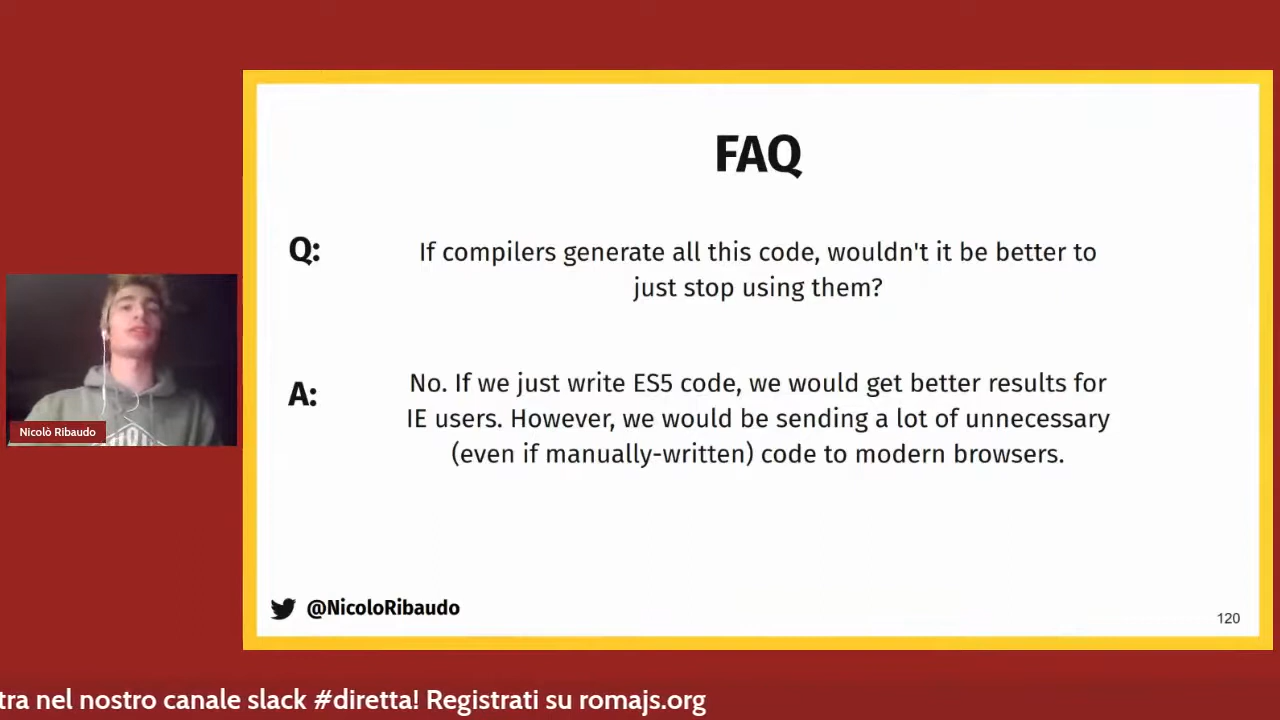 FAQ
Q:
If compilers generate all this code, wouldn't it be better to
just stop using them?
A:
No. If we just write ES5 code, we would get better results for
IE users. However, we would be sending a lot of unnecessary
(even if manually-written) code to modern browsers.
Nicolò Ribaudo
@NicoloRibaudo
120
tra nel nostro canale slack #diretta! Registrati su romajs.org